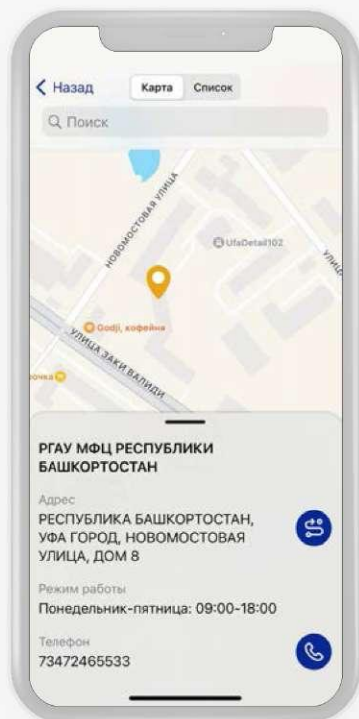 Назад
Карта
Список
Поиск
НОВОМОСТОВАЯ УЛИЦА
UfaDetail102
Godji, кофейня
УЛИЦА ЗАКИ ВАЛИДИ
РГАУ МФЦ РЕСПУБЛИКИ
БАШКОРТОСТАН
Адрес
РЕСПУБЛИКА БАШКОРТОСТАН,
УФА ГОРОД, НОВОМОСТОВАЯ
УЛИЦА, ДОМ 8
Режим работы
Понедельник-пятница: 09:00-18:00
Телефон
73472465533